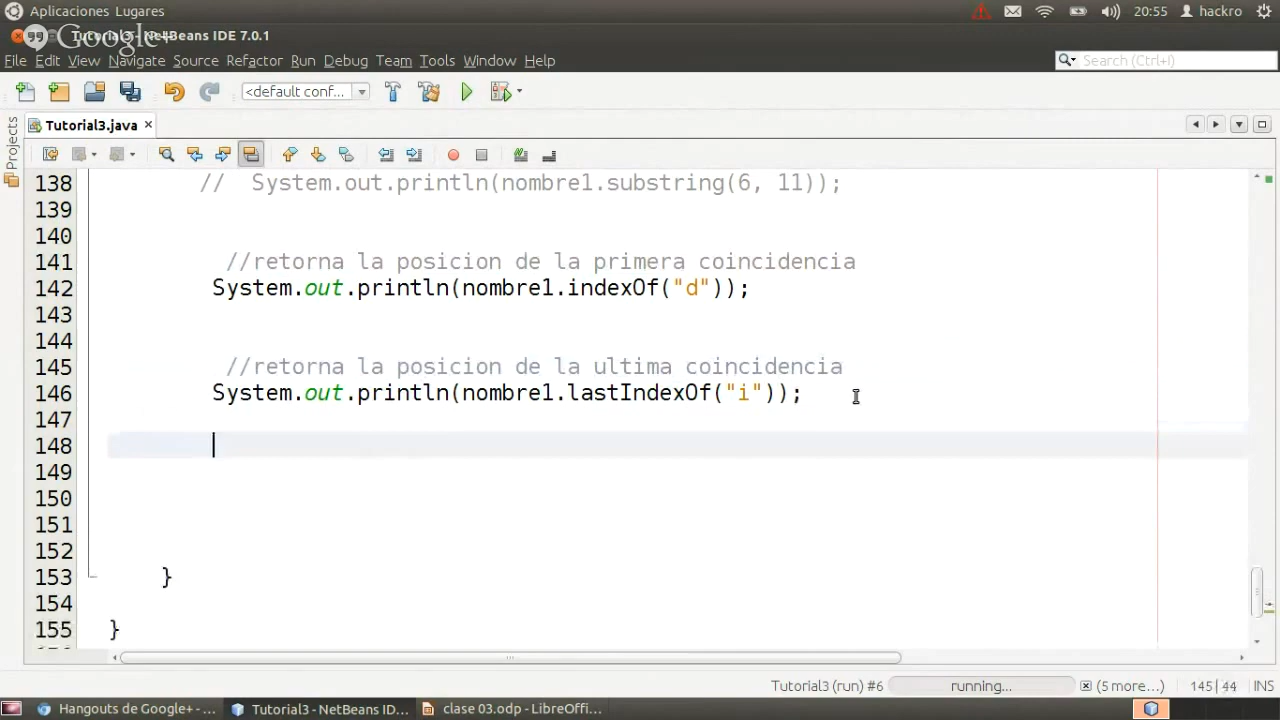 Aplicaciones Lugares
20:55
hackro
Google+
Tutorial3 - NetBeans IDE 7.0.1
File Edit View Navigate Source Refactor Run Debug Team Tools Window Help
Search (Ctrl+I)
<default conf...
Projects
Tutorial3.java
138 // System.out.println(nombre1.substring(6, 11));
139
140
141 //retorna la posicion de la primera coincidencia
142 System.out.println(nombre1.indexOf("d"));
143
144
145 //retorna la posicion de la ultima coincidencia
146 System.out.println(nombre1.lastIndexOf("i"));
147
148
149
150
151
152
153 }
154
155 }
Tutorial3 (run) #6 running... (5 more...) 145|44 INS
Hangouts de Google+ - ...
Tutorial3 - NetBeans ID...
clase 03.odp - LibreOffi...